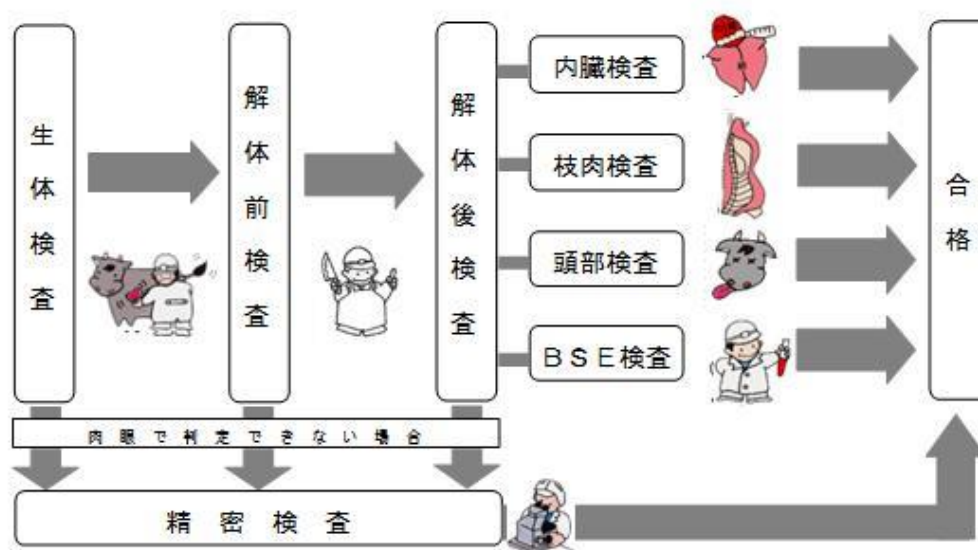 生体検査
解体前検査
解体後検査
内臓検査
枝肉検査
頭部検査
ＢＳＥ検査
合格
肉眼で判定できない場合
精密検査